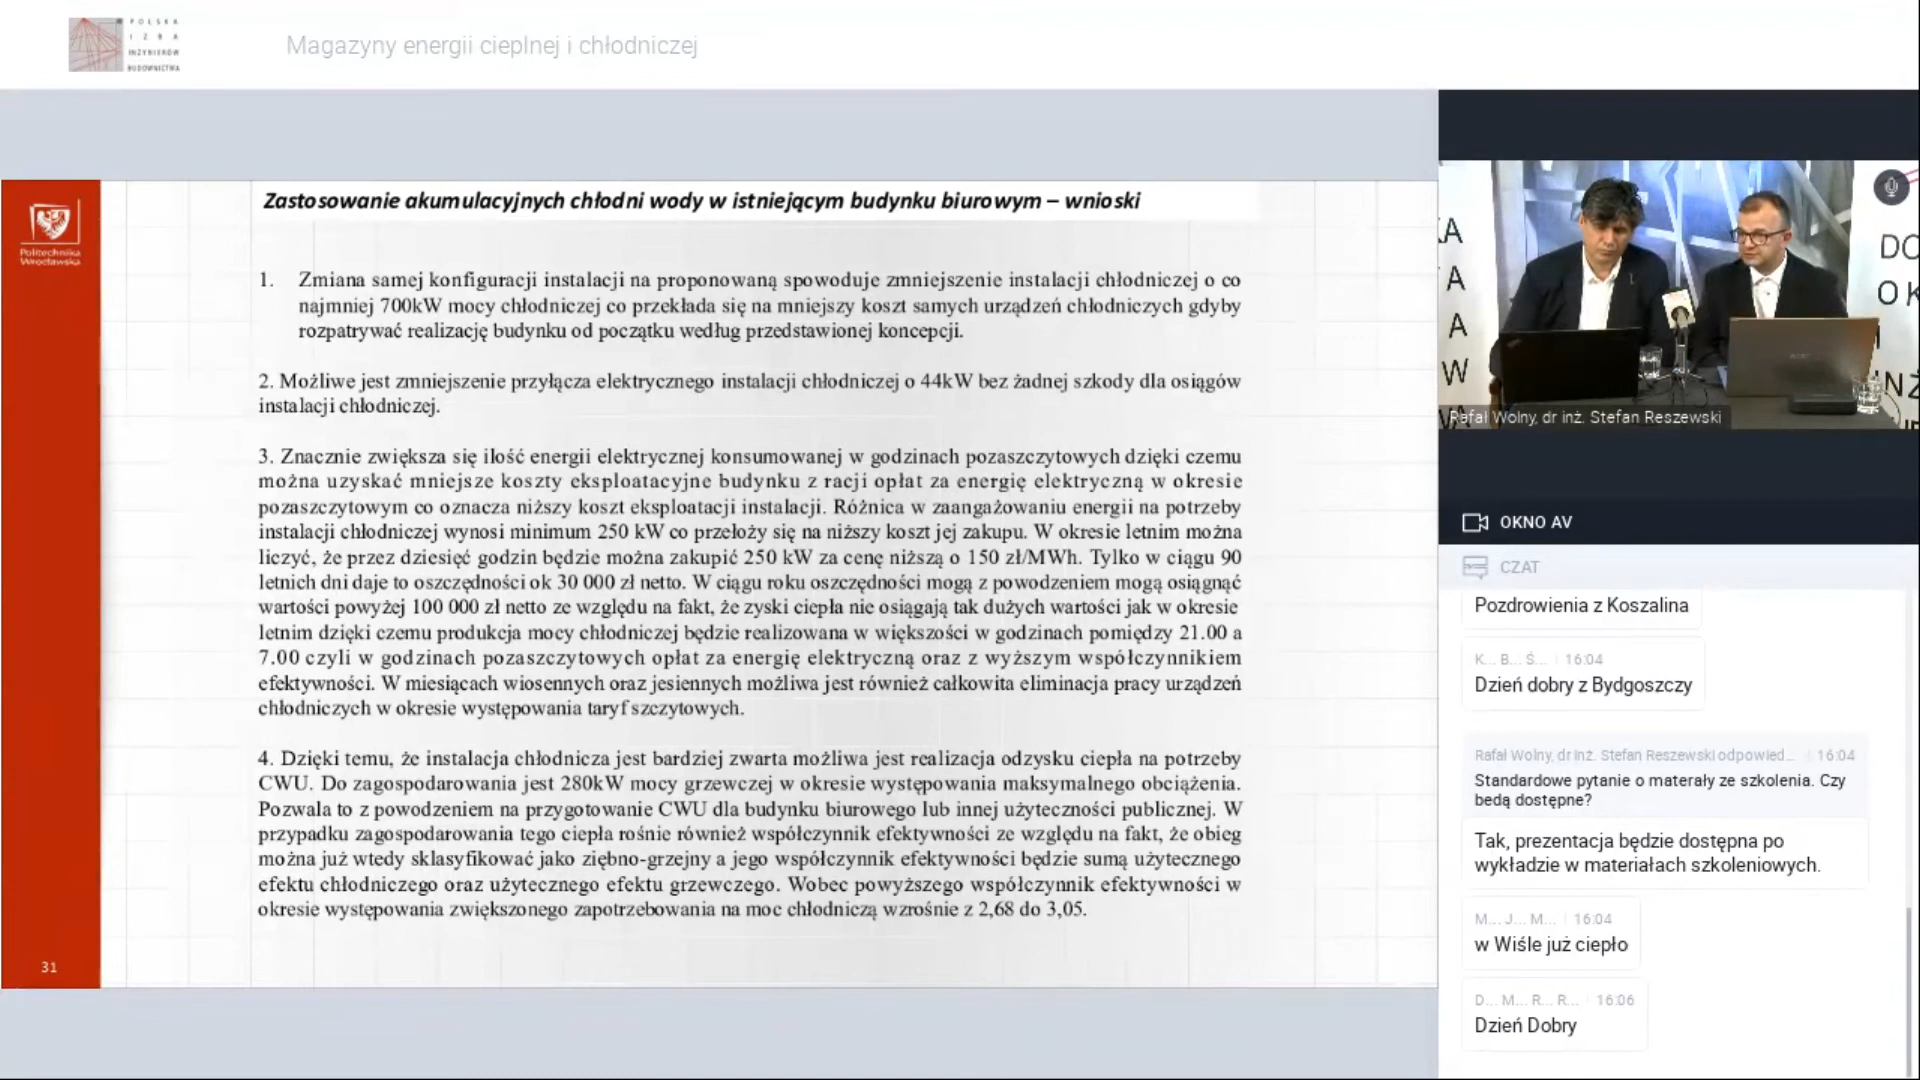 POLSKA
IZBA
INŻYNIERÓW
BUDOWNICTWA
Magazyny energii cieplnej i chłodniczej
Politechnika
Wrocławska
Zastosowanie akumulacyjnych chłodni wody w istniejącym budynku biurowym – wnioski
1. Zmiana samej konfiguracji instalacji na proponowaną spowoduje zmniejszenie instalacji chłodniczej o co
najmniej 700kW mocy chłodniczej co przekłada się na mniejszy koszt samych urządzeń chłodniczych gdyby
rozpatrywać realizację budynku od początku według przedstawionej koncepcji.
2. Możliwe jest zmniejszenie przyłącza elektrycznego instalacji chłodniczej o 44kW bez żadnej szkody dla osiągów
instalacji chłodniczej.
3. Znacznie zwiększa się ilość energii elektrycznej konsumowanej w godzinach pozaszczytowych dzięki czemu
można uzyskać mniejsze koszty eksploatacyjne budynku z racji opłat za energię elektryczną w okresie
pozaszczytowym co oznacza niższy koszt eksploatacji instalacji. Różnica w zaangażowaniu energii na potrzeby
instalacji chłodniczej wynosi minimum 250 kW co przełoży się na niższy koszt jej zakupu. W okresie letnim można
liczyć, że przez dziesięć godzin będzie można zakupić 250 kW za cenę niższą o 150 zł/MWh. Tylko w ciągu 90
letnich dni daje to oszczędności ok 30 000 zł netto. W ciągu roku oszczędności mogą z powodzeniem mogą osiągnąć
wartości powyżej 100 000 zł netto ze względu na fakt, że zyski ciepła nie osiągają tak dużych wartości jak w okresie
letnim dzięki czemu produkcja mocy chłodniczej będzie realizowana w większości w godzinach pomiędzy 21.00 a
7.00 czyli w godzinach pozaszczytowych opłat za energię elektryczną oraz z wyższym współczynnikiem
efektywności. W miesiącach wiosennych oraz jesiennych możliwa jest również całkowita eliminacja pracy urządzeń
chłodniczych w okresie występowania taryf szczytowych.
4. Dzięki temu, że instalacja chłodnicza jest bardziej zwarta możliwa jest realizacja odzysku ciepła na potrzeby
CWU. Do zagospodarowania jest 280kW mocy grzewczej w okresie występowania maksymalnego obciążenia.
Pozwala to z powodzeniem na przygotowanie CWU dla budynku biurowego lub innej użyteczności publicznej. W
przypadku zagospodarowania tego ciepła rośnie również współczynnik efektywności ze względu na fakt, że obieg
można już wtedy sklasyfikować jako ziębno-grzejny a jego współczynnik efektywności będzie sumą użytecznego
efektu chłodniczego oraz użytecznego efektu grzewczego. Wobec powyższego współczynnik efektywności w
okresie występowania zwiększonego zapotrzebowania na moc chłodniczą wzrośnie z 2,68 do 3,05.
31
Rafał Wolny, dr inż. Stefan Reszewski
OKNO AV
CZAT
Pozdrowienia z Koszalina
K... B... Ś... 16:04
Dzień dobry z Bydgoszczy
Rafał Wolny, dr inż. Stefan Reszewski odpowied... 16:04
Standardowe pytanie o materały ze szkolenia. Czy
bedą dostępne?
Tak, prezentacja będzie dostępna po
wykładzie w materiałach szkoleniowych.
M... J... M... 16:04
w Wiśle już ciepło
D... M... R... R... 16:06
Dzień Dobry